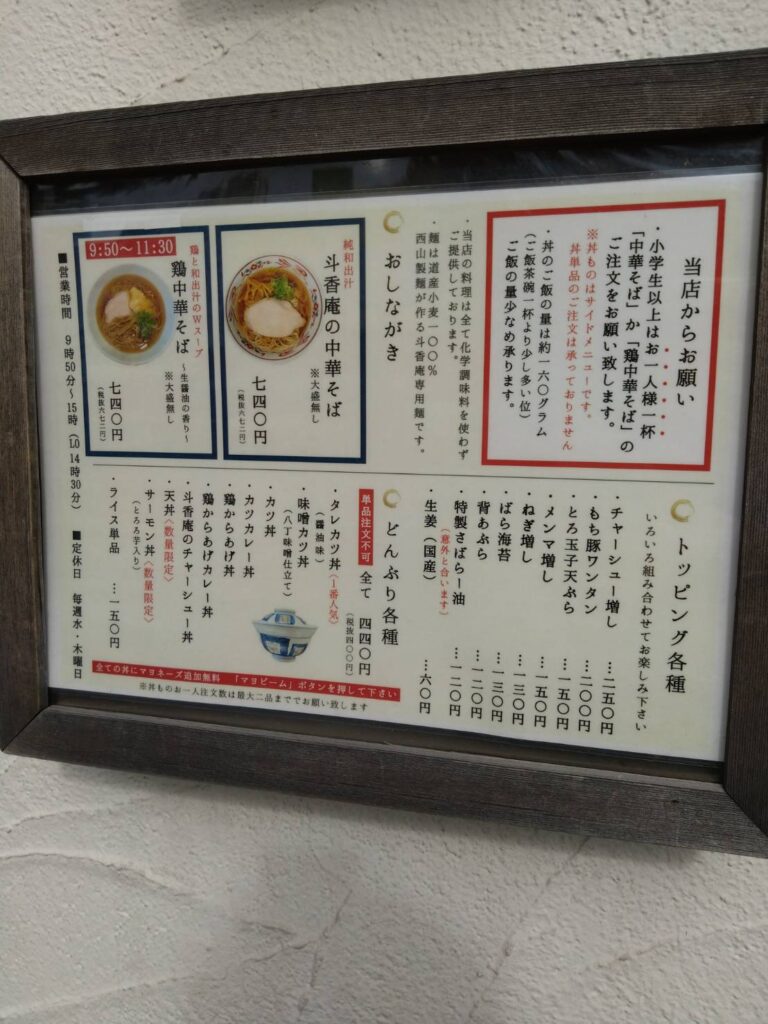 当店からお願い
・小学生以上はお一人様一杯
「中華そば」か「鶏中華そば」の
ご注文をお願い致します。
※丼ものはサイドメニューです。
丼単品のご注文は承っておりません
・丼のご飯の量は約一六〇グラム
(ご飯茶碗一杯より少し多い位)
ご飯の量少なめ承ります。
おしながき
・当店の料理は全て化学調味料を使わず
ご提供しております。
・麺は道産小麦一〇〇%
西山製麺が作る斗香庵専用麺です。
純和出汁
斗香庵の中華そば
※大盛無し
七四〇円
(税抜六七二円)
9:50〜11:30
鶏と和出汁のWスープ
鶏中華そば
〜生醤油の香り〜
※大盛無し
七四〇円
(税抜六七二円)
トッピング各種
いろいろ組み合わせてお楽しみ下さい
・チャーシュー増し …二五〇円
・もち豚ワンタン …二〇〇円
・とろ玉子天ぷら …一五〇円
・メンマ増し …一五〇円
・ねぎ増し …一三〇円
・ばら海苔 …一三〇円
・背あぶら …一二〇円
・特製さばらー油 …一二〇円
(意外と合います)
・生姜(国産) …六〇円
どんぶり各種
単品注文不可 全て 四四〇円
(税抜四〇〇円)
・タレカツ丼(1番人気)
(醤油味)
・味噌カツ丼
(八丁味噌仕立て)
・カツ丼
・カツカレー丼
・鶏からあげ丼
・鶏からあげカレー丼
・斗香庵のチャーシュー丼
・天丼〈数量限定〉
・サーモン丼〈数量限定〉
(とろろ芋入り)
・ライス単品 …一五〇円
全ての丼にマヨネーズ追加無料 「マヨビーム」ボタンを押して下さい
※丼ものお一人注文数は最大二品まででお願い致します
■営業時間 9時50分〜15時(LO 14時30分) ■定休日 毎週水・木曜日